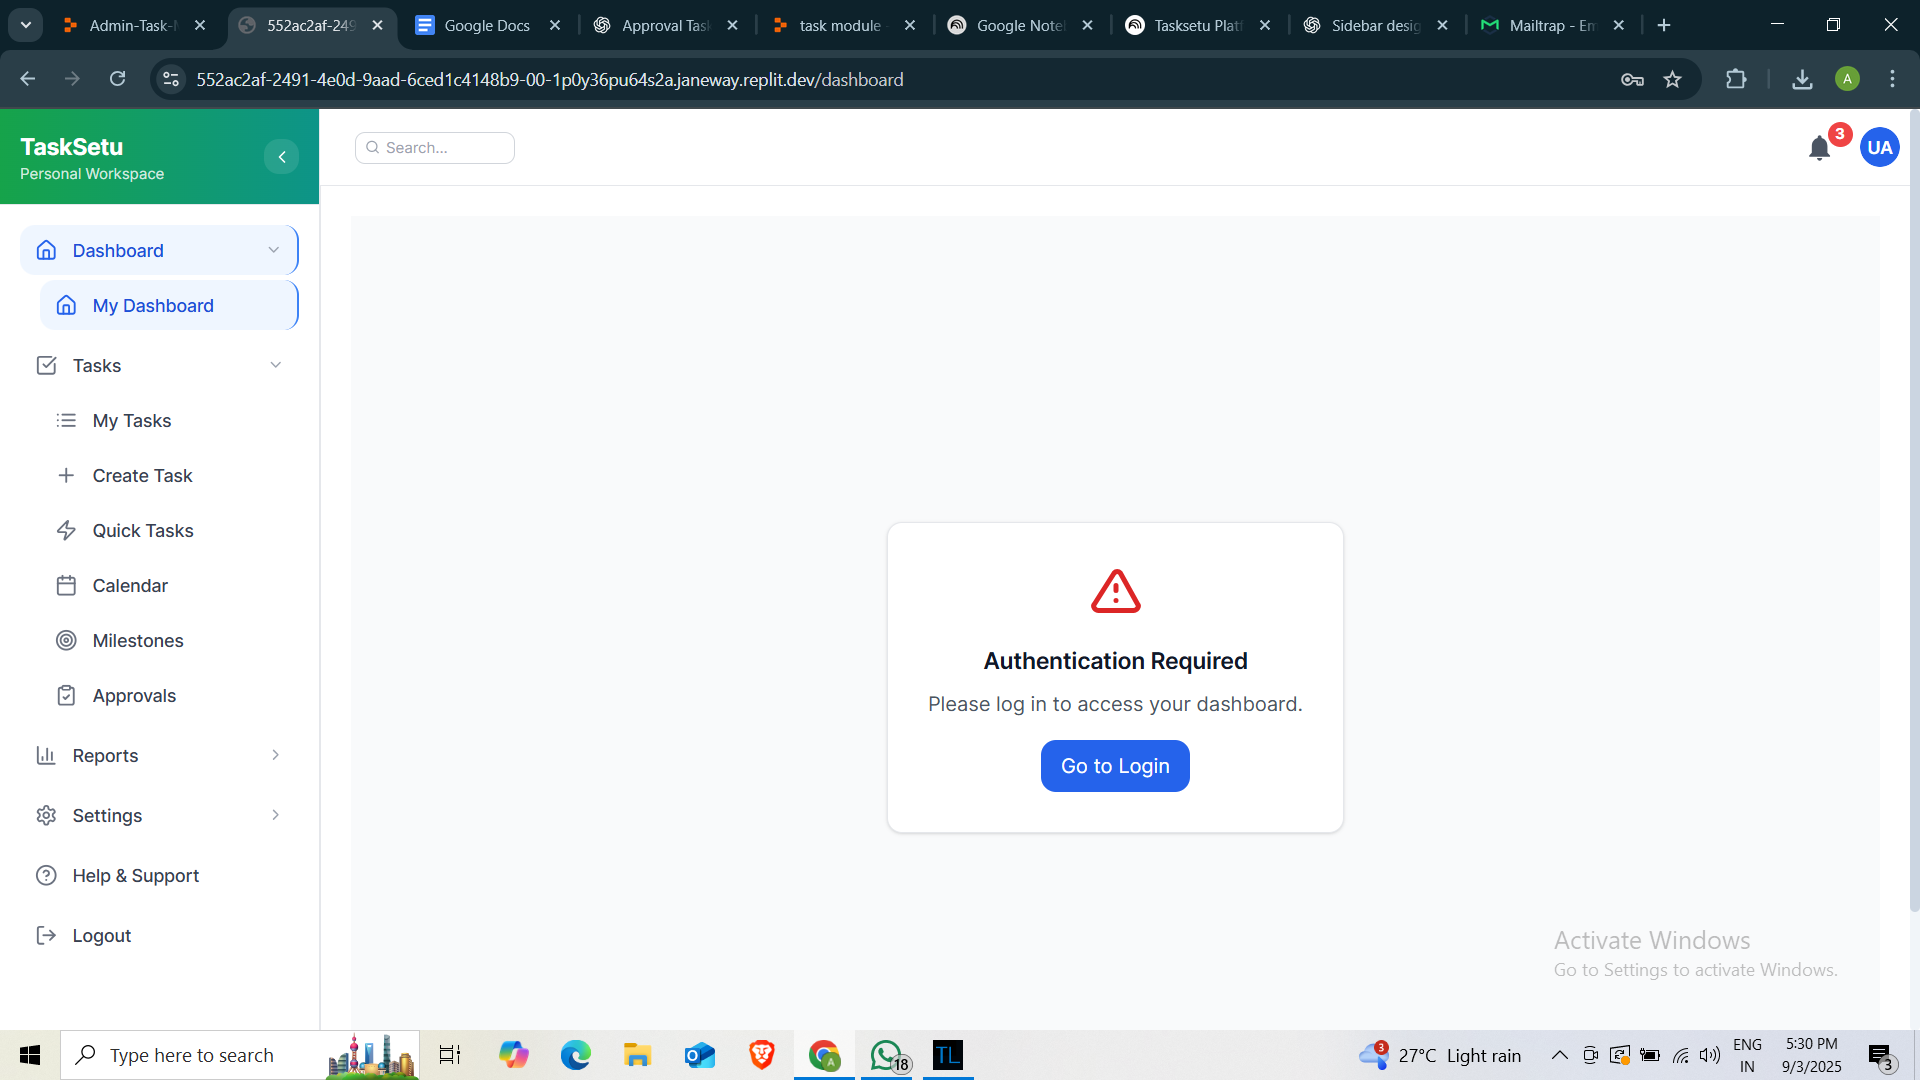 Admin-Task-M
552ac2af-249
Google Docs
Approval Task
task module
Google Note
Tasksetu Platf
Sidebar desig
Mailtrap - Em
552ac2af-2491-4e0d-9aad-6ced1c4148b9-00-1p0y36pu64s2a.janeway.replit.dev/dashboard
A
TaskSetu
Personal Workspace
Search...
3
UA
Dashboard
My Dashboard
Tasks
My Tasks
Create Task
Quick Tasks
Calendar
Milestones
Approvals
Reports
Settings
Help & Support
Logout
Authentication Required
Please log in to access your dashboard.
Go to Login
Activate Windows
Go to Settings to activate Windows.
Type here to search
A
18
TL
3
27°C Light rain
ENG
IN
5:30 PM
9/3/2025
3